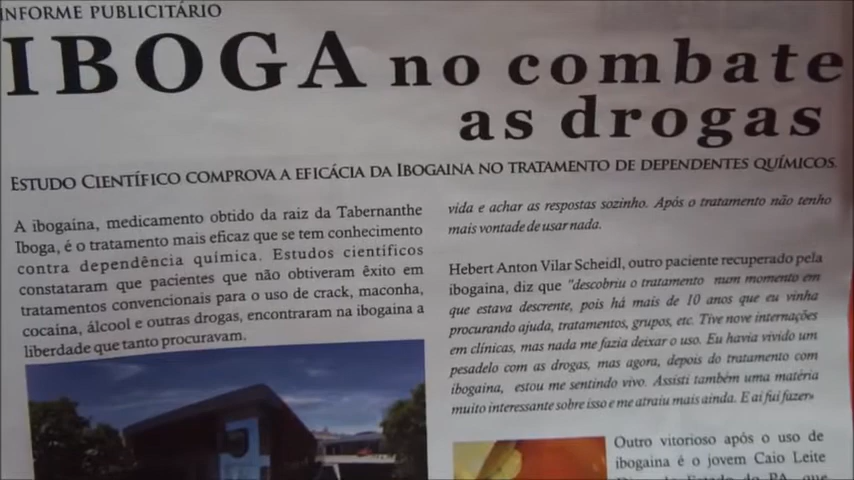 INFORME PUBLICITÁRIO
IBOGA no combate
as drogas
ESTUDO CIENTÍFICO COMPROVA A EFICÁCIA DA IBOGAINA NO TRATAMENTO DE DEPENDENTES QUÍMICOS.
A ibogaína, medicamento obtido da raiz da Tabernanthe
Iboga, é o tratamento mais eficaz que se tem conhecimento
contra dependência química. Estudos científicos
constataram que pacientes que não obtiveram êxito em
tratamentos convencionais para o uso de crack, maconha,
cocaína, álcool e outras drogas, encontraram na ibogaina a
liberdade que tanto procuravam.
vida e achar as respostas sozinho. Após o tratamento não tenho
mais vontade de usar nada.
Hebert Anton Vilar Scheidl, outro paciente recuperado pela
ibogaína, diz que "descobriu o tratamento num momento em
que estava descrente, pois há mais de 10 anos que eu vinha
procurando ajuda, tratamentos, grupos, etc. Tive nove internações
em clínicas, mas nada me fazia deixar o uso. Eu havia vivido um
pesadelo com as drogas, mas agora, depois do tratamento com
ibogaína, estou me sentindo vivo. Assisti também uma matéria
muito interessante sobre isso e me atraiu mais ainda. E aí fui fazer»
Outro vitorioso após o uso de
ibogaina é o jovem Caio Leite
do Estado do PA, que